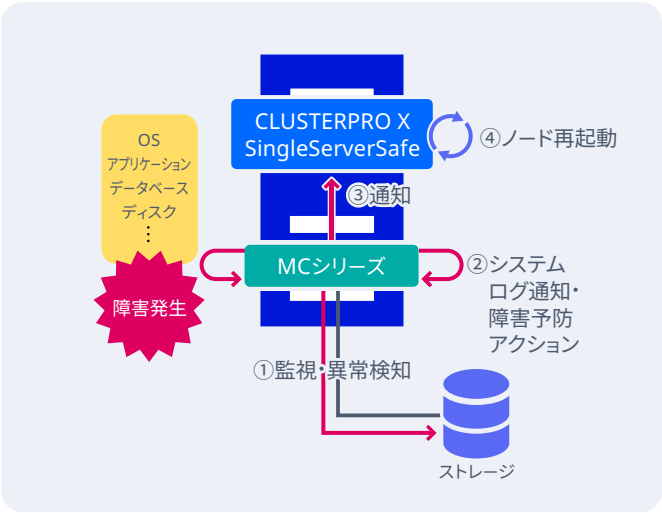 CLUSTERPRO X
SingleServerSafe
④ノード再起動
OS
アプリケーション
データベース
ディスク
⋮
③通知
MCシリーズ
②システム
ログ通知・
障害予防
アクション
障害発生
①監視・異常検知
ストレージ